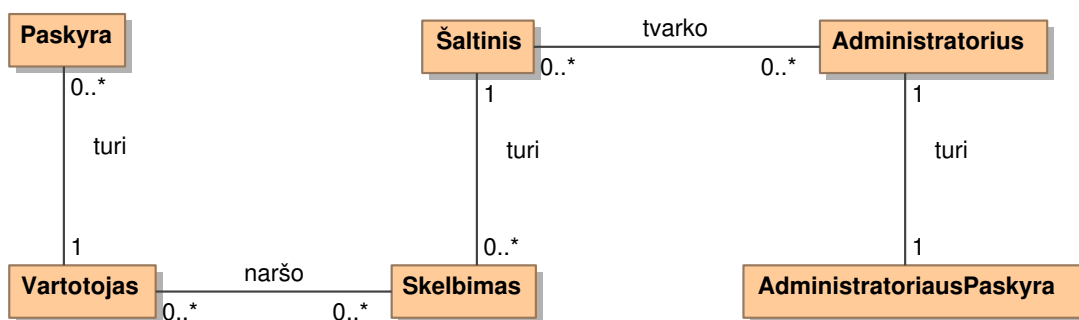 Paskyra
Šaltinis
tvarko
Administratorius
0..*
0..*
0..*
1
1
turi
turi
turi
1
0..*
1
Vartotojas
naršo
Skelbimas
AdministratoriausPaskyra
0..*
0..*